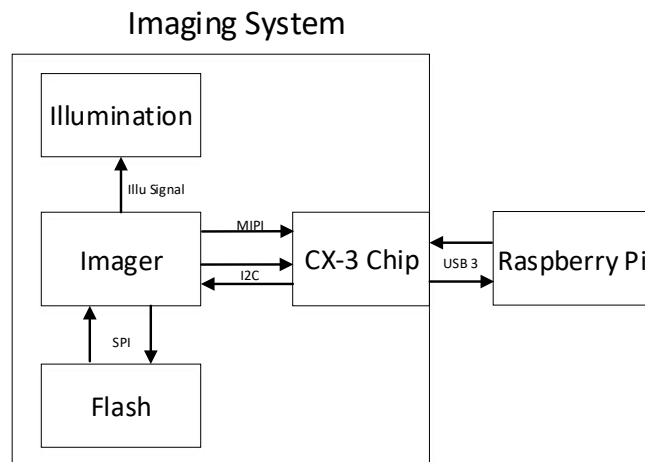 Imaging System
Illumination
Illu Signal
MIPI
Imager
CX-3 Chip
USB 3
Raspberry Pi
I2C
SPI
Flash